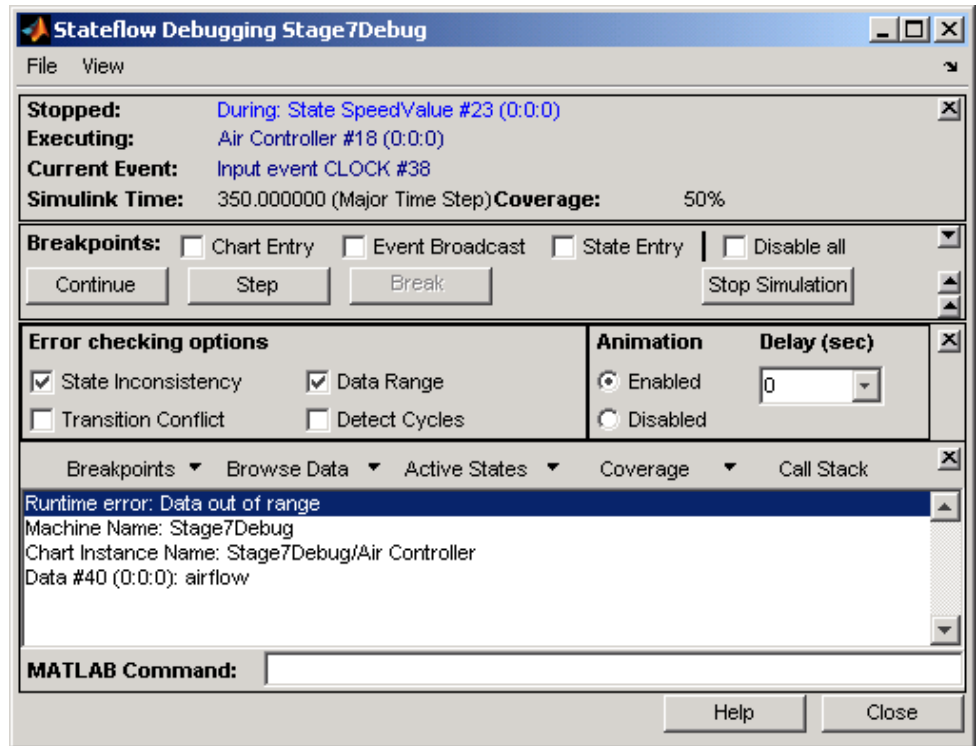 Stateflow Debugging Stage7Debug
File View
Stopped: During: State SpeedValue #23 (0:0:0)
Executing: Air Controller #18 (0:0:0)
Current Event: Input event CLOCK #38
Simulink Time: 350.000000 (Major Time Step) Coverage: 50%
Breakpoints: Chart Entry Event Broadcast State Entry Disable all
Continue Step Break Stop Simulation
Error checking options Animation Delay (sec)
State Inconsistency Data Range Enabled 0
Transition Conflict Detect Cycles Disabled
Breakpoints Browse Data Active States Coverage Call Stack
Runtime error: Data out of range
Machine Name: Stage7Debug
Chart Instance Name: Stage7Debug/Air Controller
Data #40 (0:0:0): airflow
MATLAB Command:
Help Close